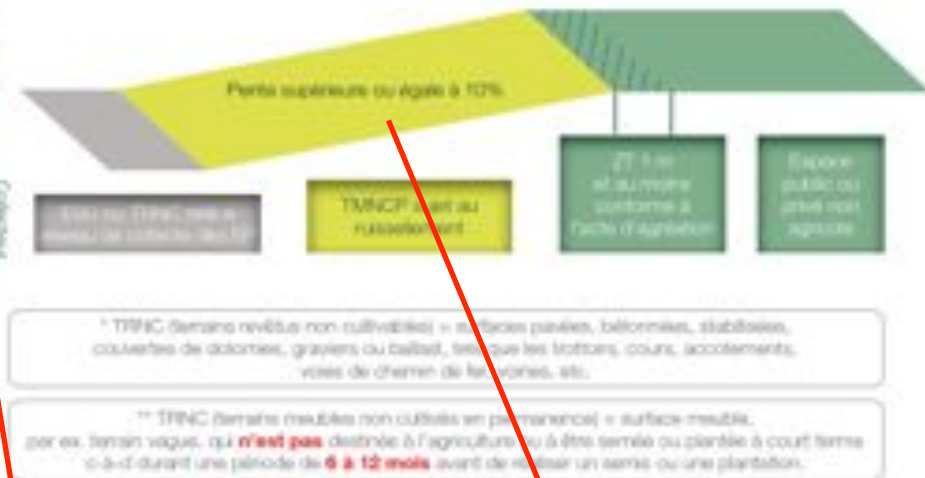 Pente supérieure ou égale à 10%
TMNCP sujet au
ruissellement
ZT 1 m
et au moins
conforme à
l'acte d'agréation
Espace
public ou
privé non
agricole
* TRNC (terrains revêtus non cultivables) = surfaces pavées, bétonnées, stabilisées,
couvertes de dolomies, graviers ou ballast, tels que les trottoirs, cours, accotements,
voies de chemin de fer, voiries, etc.
** TMNC (terrains meubles non cultivés en permanence) = surface meuble,
par ex. terrain vague, qui n'est pas destinée à l'agriculture ou à être semée ou plantée à court terme
c-à-d durant une période de 6 à 12 mois avant de réaliser un semis ou une plantation.